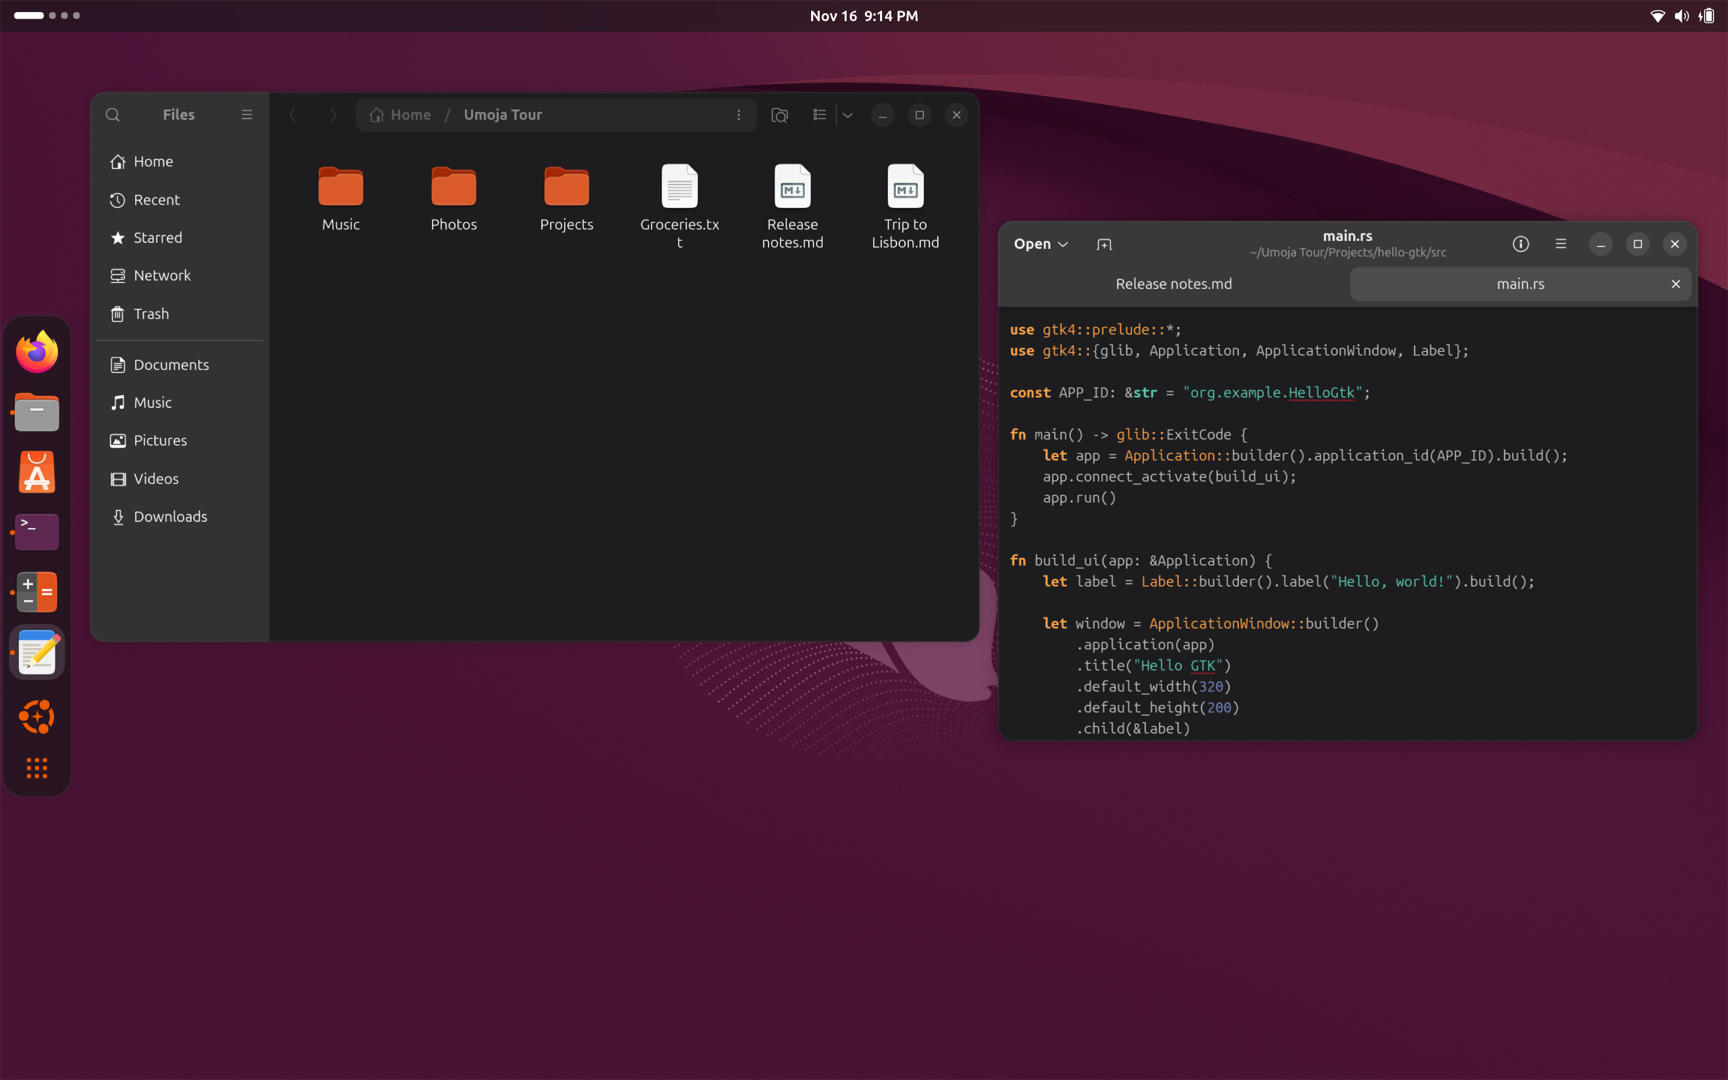 Nov 16 9:14 PM
Files
Home / Umoja Tour
Home
Recent
Starred
Network
Trash
Documents
Music
Pictures
Videos
Downloads
Music
Photos
Projects
Groceries.tx
t
Release
notes.md
Trip to
Lisbon.md
Open
main.rs
~/Umoja Tour/Projects/hello-gtk/src
Release notes.md
main.rs
use gtk4::prelude::*;
use gtk4::{glib, Application, ApplicationWindow, Label};
const APP_ID: &str = "org.example.HelloGtk";
fn main() -> glib::ExitCode {
    let app = Application::builder().application_id(APP_ID).build();
    app.connect_activate(build_ui);
    app.run()
}
fn build_ui(app: &Application) {
    let label = Label::builder().label("Hello, world!").build();
    let window = ApplicationWindow::builder()
        .application(app)
        .title("Hello GTK")
        .default_width(320)
        .default_height(200)
        .child(&label)